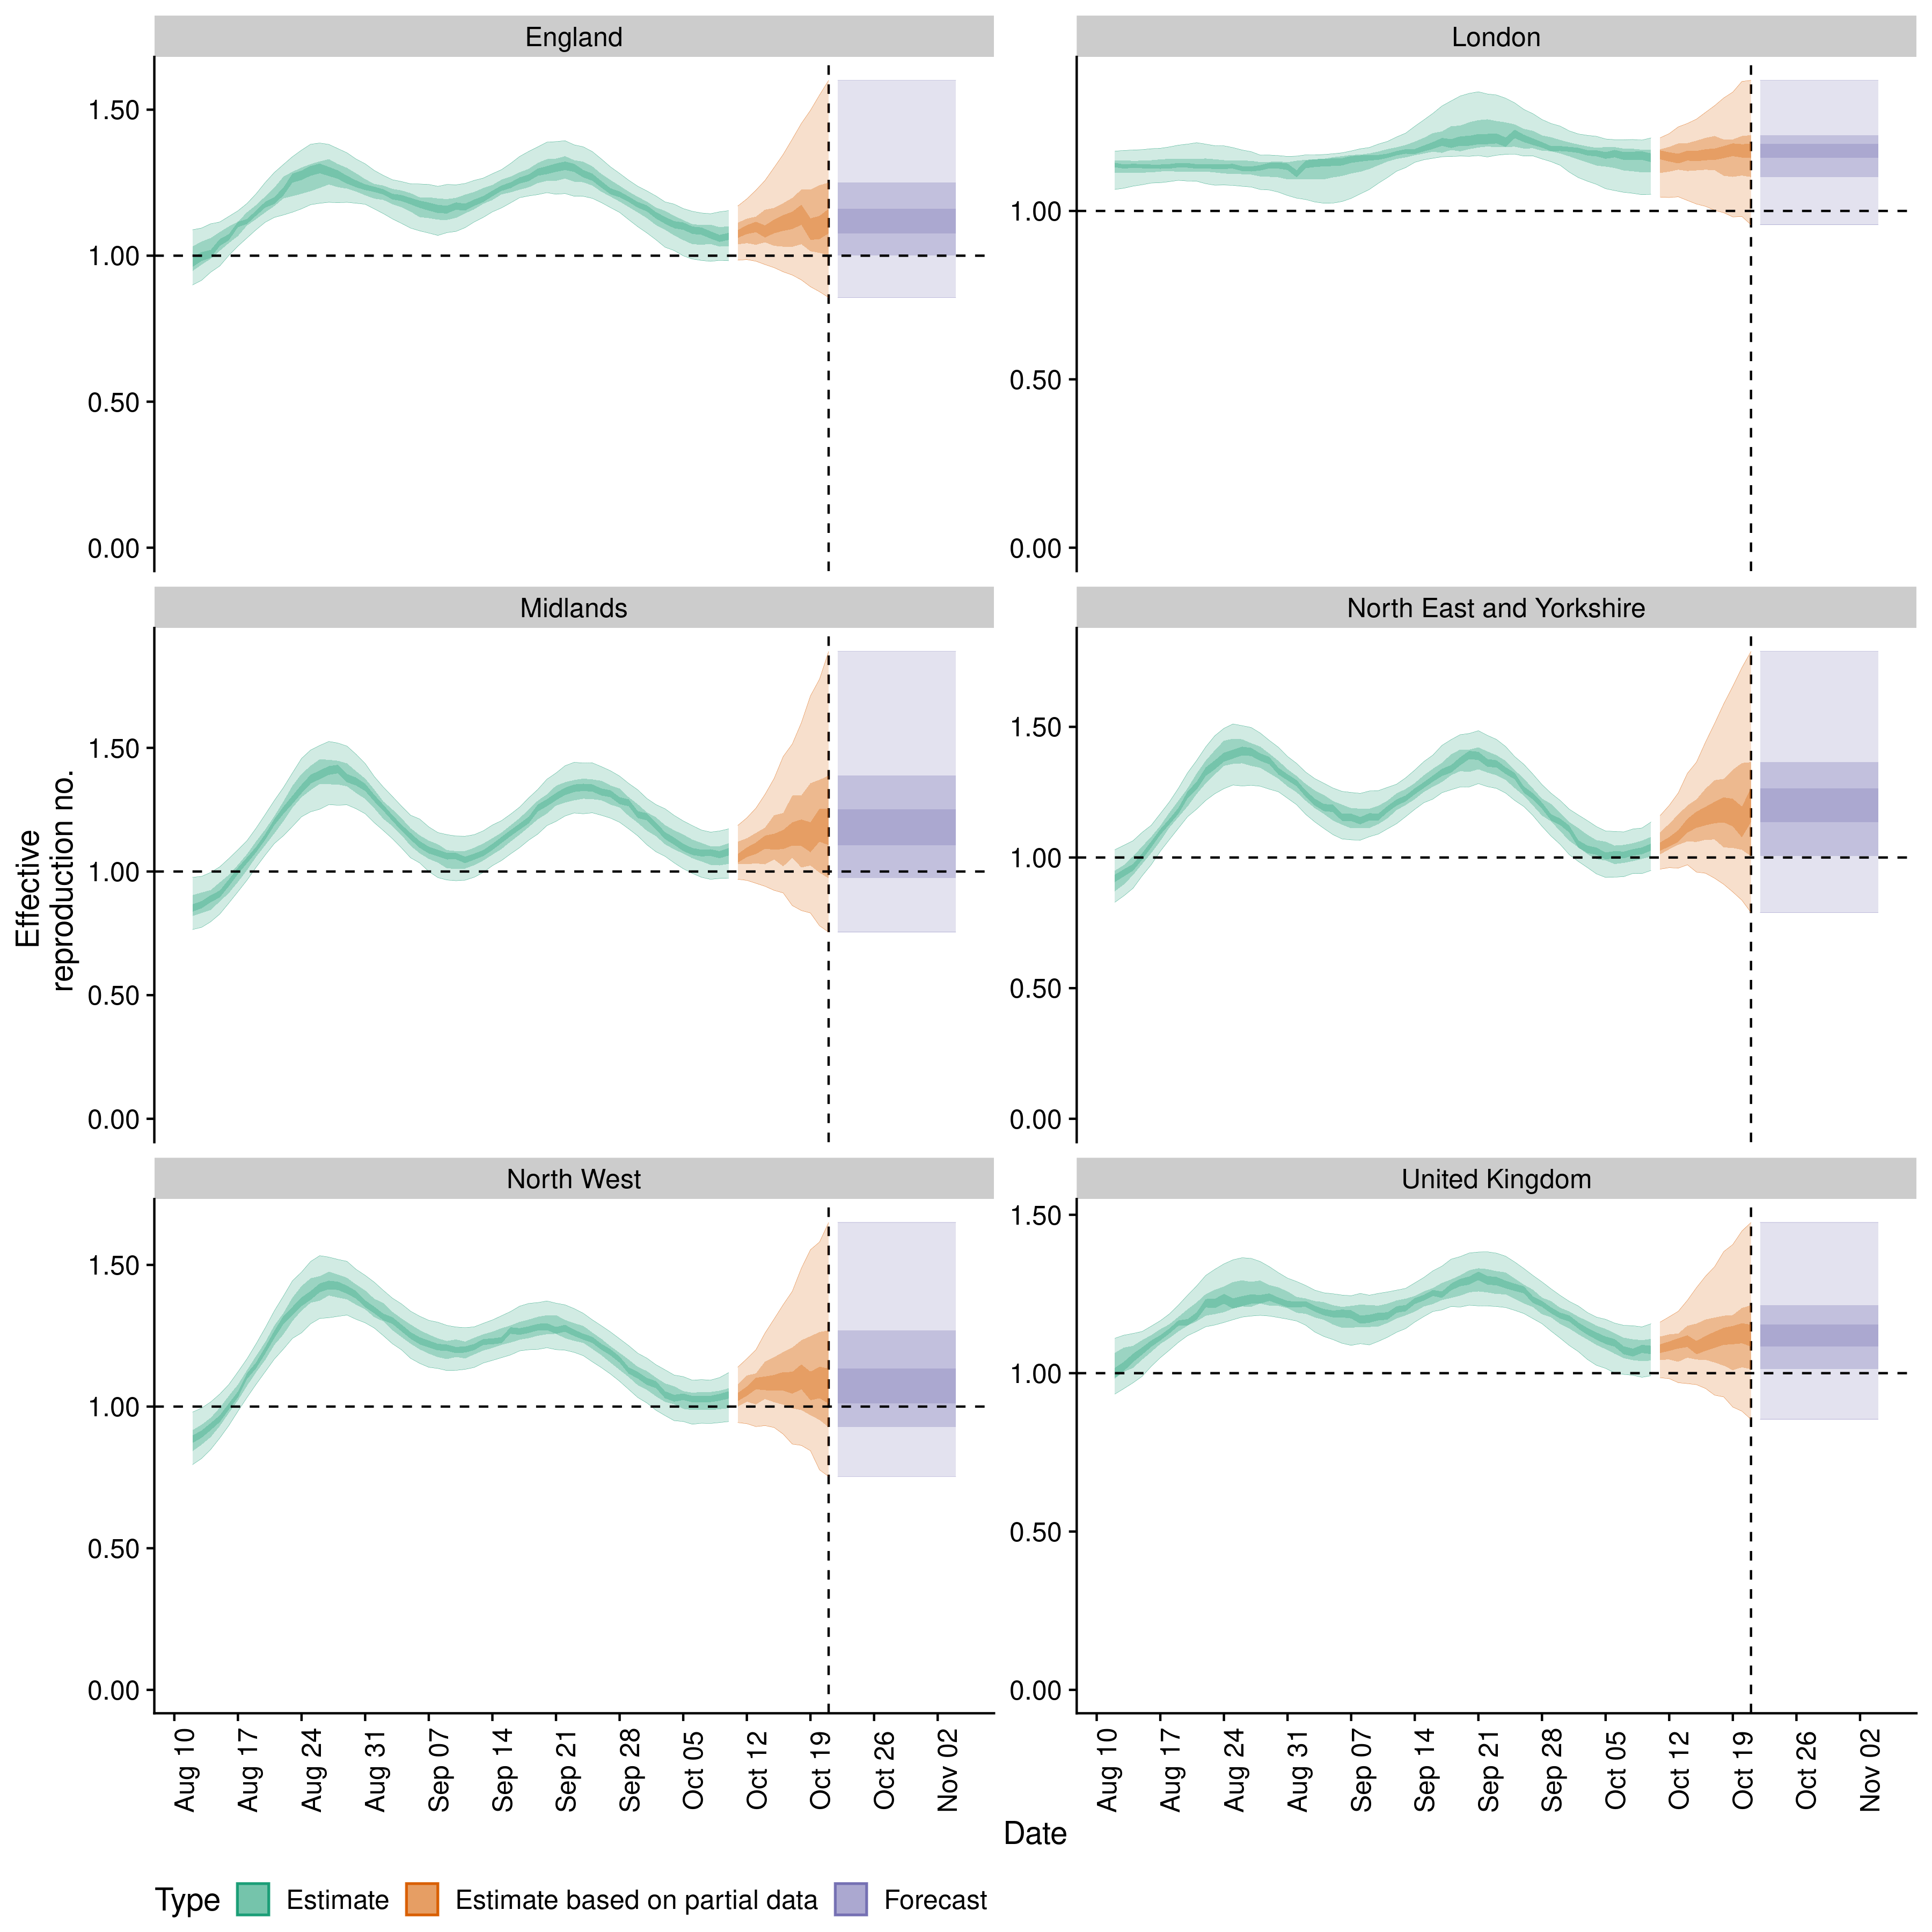 England
London
1.50
1.00
0.50
0.00
1.00
0.50
0.00
Midlands
North East and Yorkshire
1.50
1.00
0.50
0.00
1.50
1.00
0.50
0.00
Effective
reproduction no.
North West
United Kingdom
1.50
1.00
0.50
0.00
1.50
1.00
0.50
0.00
Aug 10
Aug 17
Aug 24
Aug 31
Sep 07
Sep 14
Sep 21
Sep 28
Oct 05
Oct 12
Oct 19
Oct 26
Nov 02
Aug 10
Aug 17
Aug 24
Aug 31
Sep 07
Sep 14
Sep 21
Sep 28
Oct 05
Oct 12
Oct 19
Oct 26
Nov 02
Date
Type Estimate Estimate based on partial data Forecast